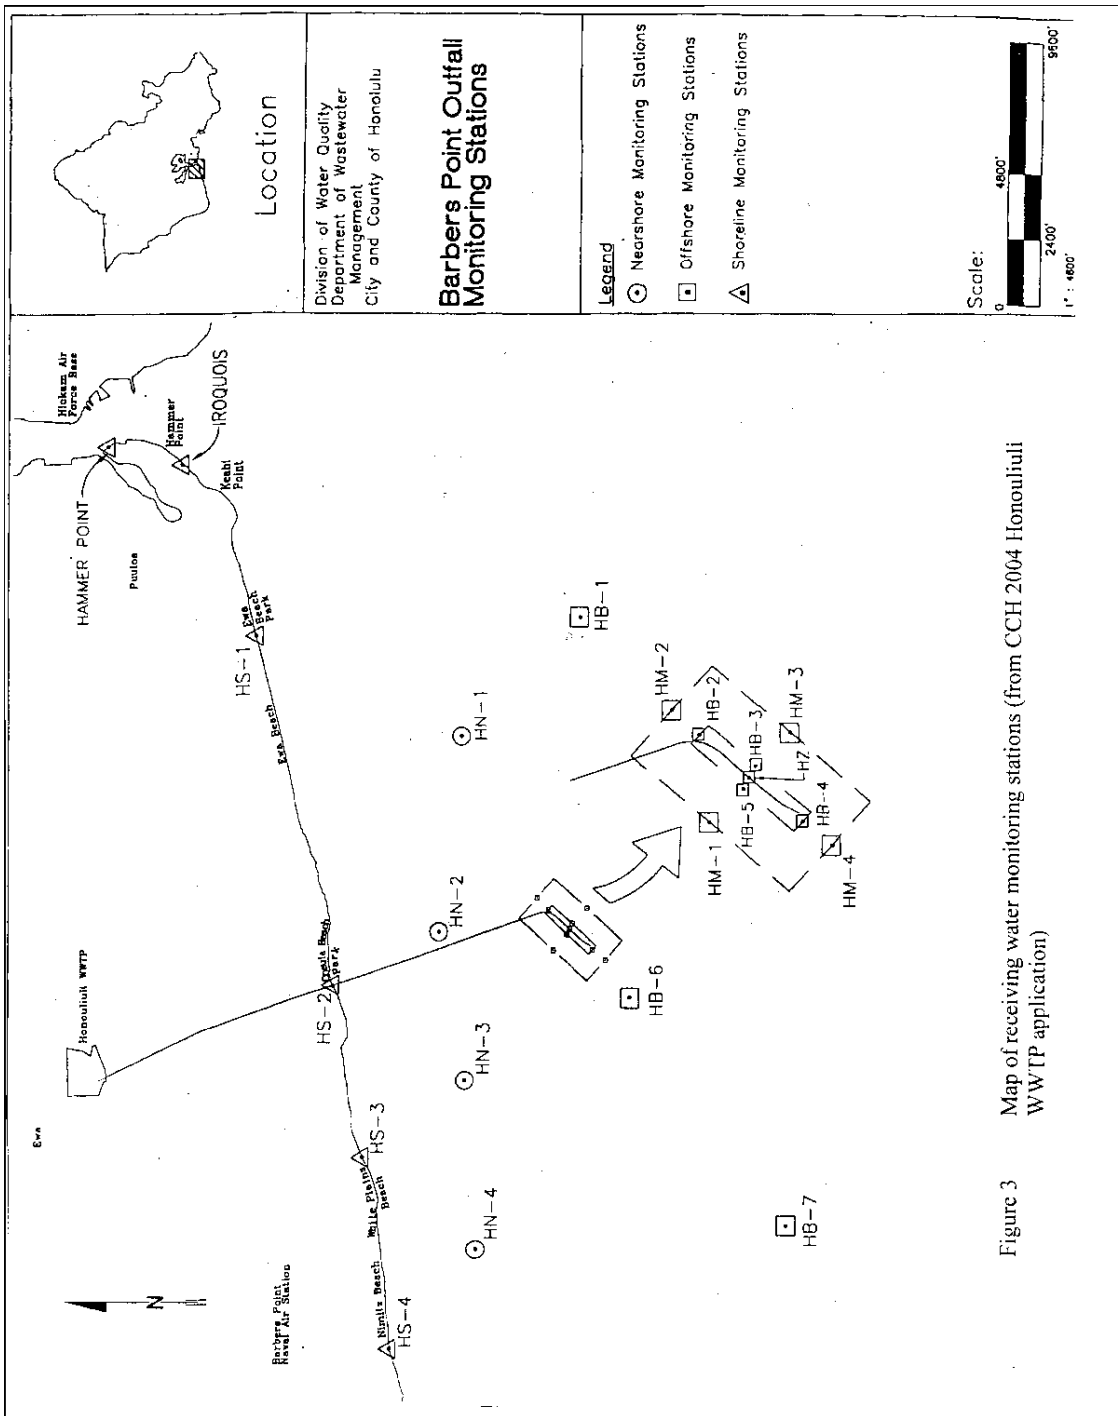 Ewa
Honouliuli WWTP
Barbers Point
Naval Air Station
N
Nimitz Beach
White Plains
Beach
Oneula Beach
Park
Ewa Beach
Ewa
Beach
Park
Puuloa
HAMMER POINT
Hickam Air
Force Base
Hammer
Point
IROQUOIS
Keahi
Point
HS-4
HS-3
HS-2
HS-1
HN-4
HN-3
HN-2
HN-1
HB-7
HB-6
HB-1
HM-1
HM-2
HB-2
HB-5
HB-3
HZ
HM-3
HB-4
HM-4
Location
Division of Water Quality
Department of Wastewater
Management
City and County of Honolulu
Barbers Point Outfall
Monitoring Stations
Legend
Nearshore Monitoring Stations
Offshore Monitoring Stations
Shoreline Monitoring Stations
Scale:
0
4800'
2400'
9600'
1" : 4800'
Figure 3 Map of receiving water monitoring stations (from CCH 2004 Honouliuli
WWTP application)